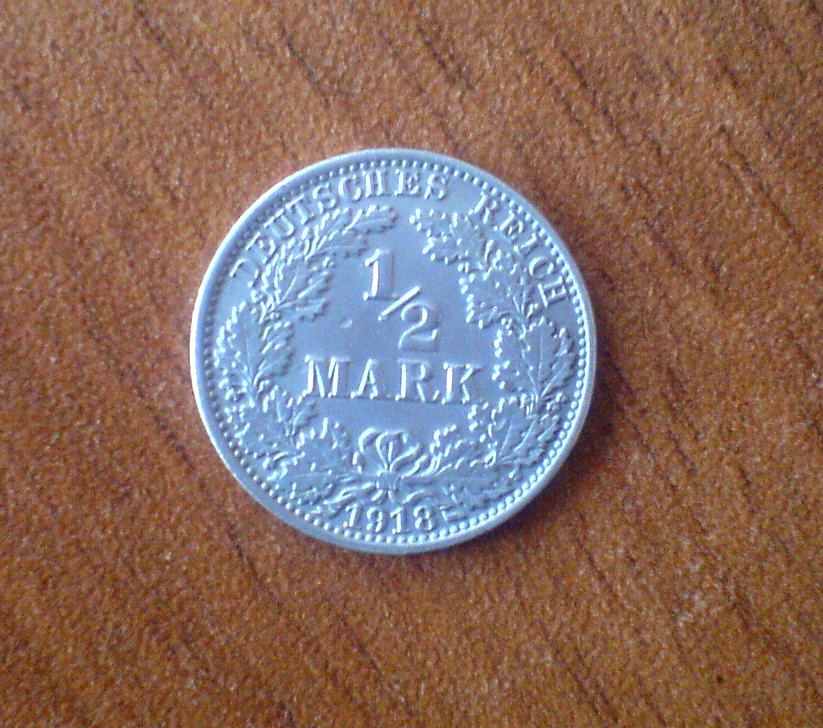 DEUTSCHES REICH
1/2
MARK
1918